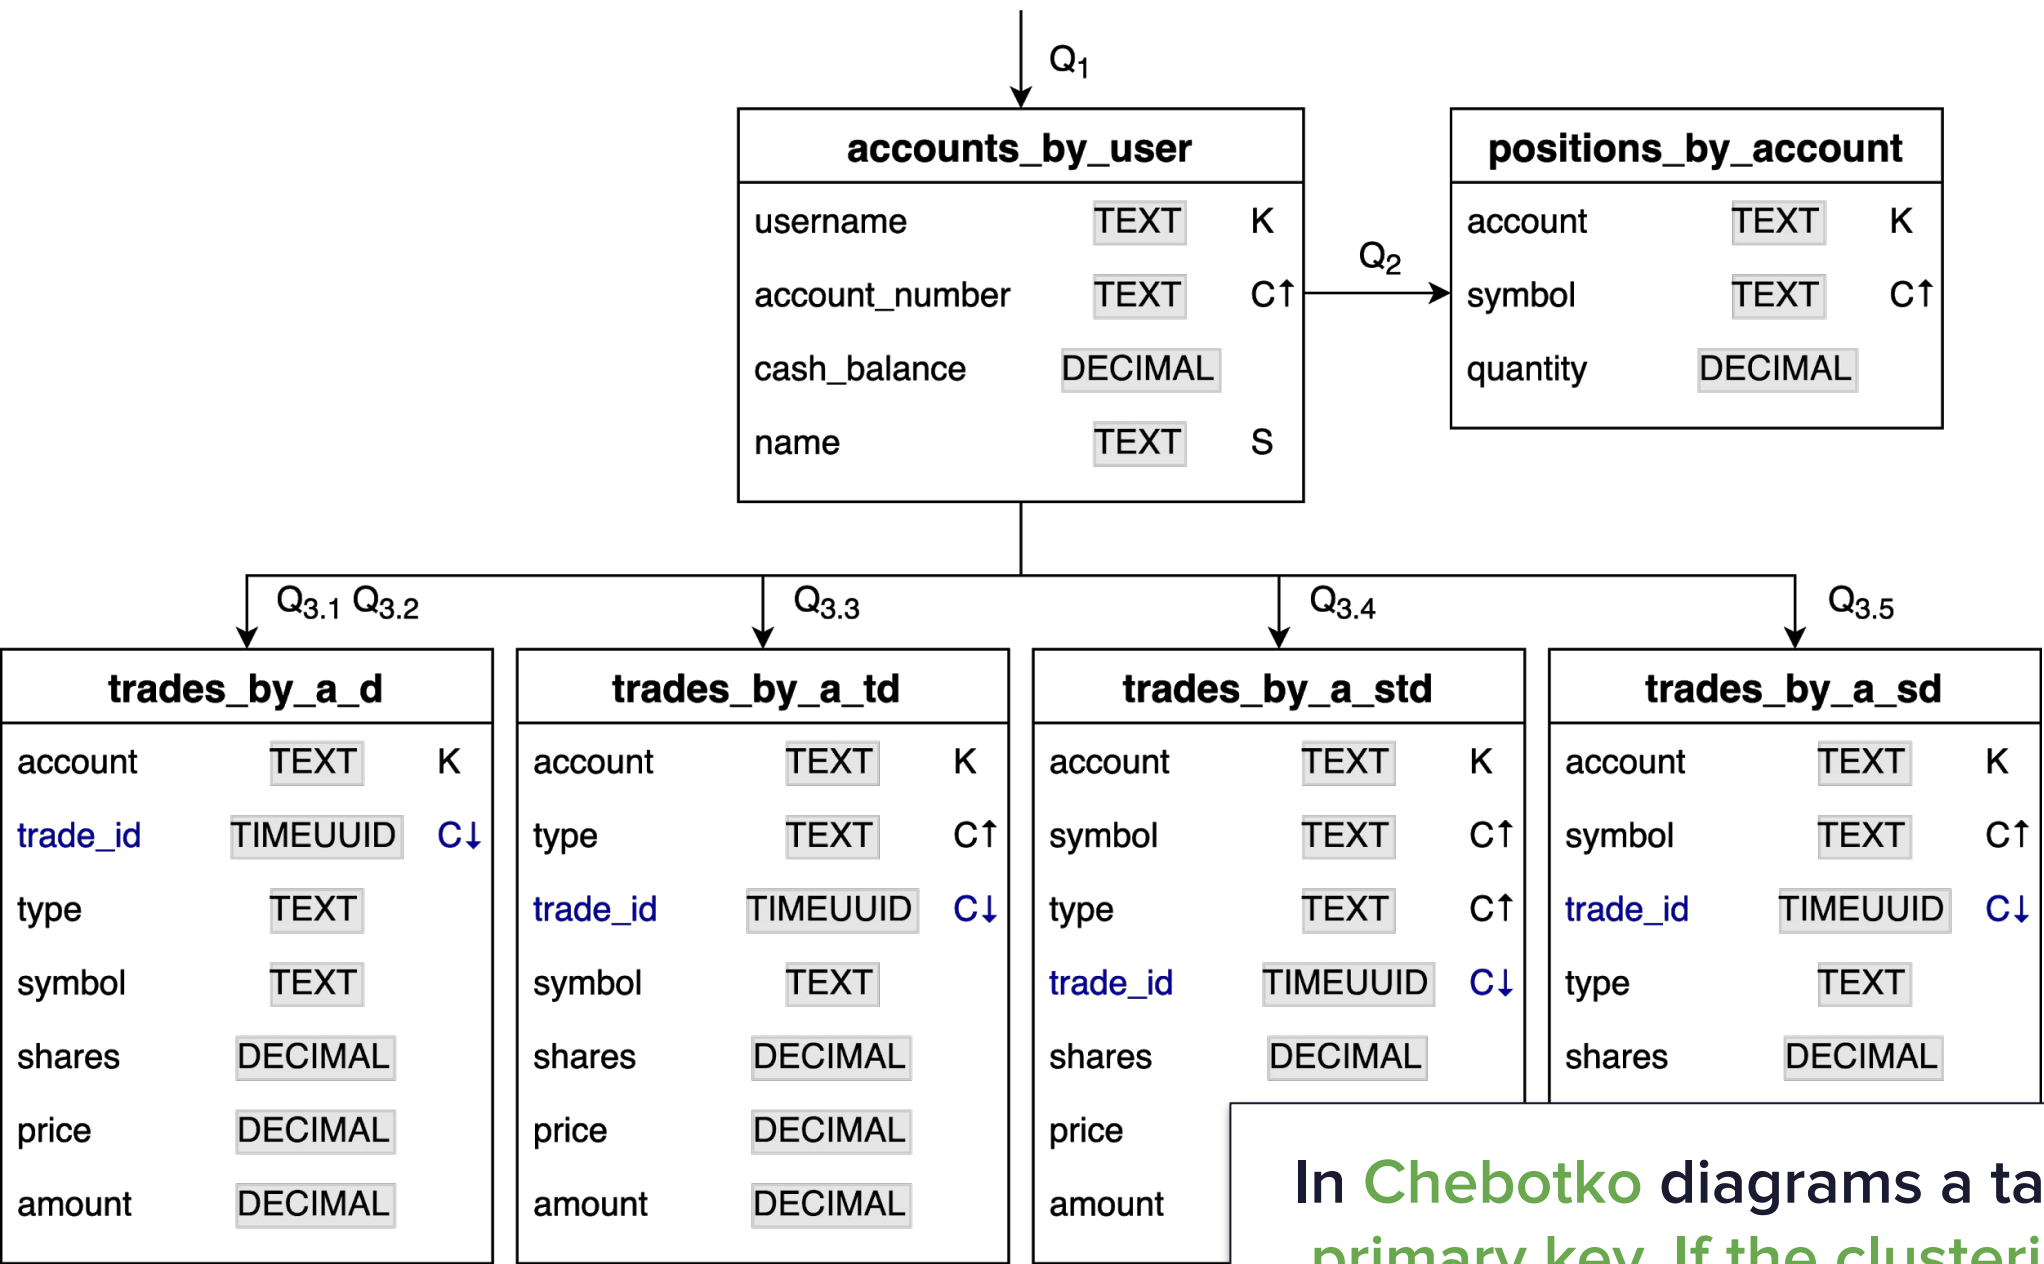 Q1
accounts_by_user
username TEXT K
account_number TEXT C↑
cash_balance DECIMAL
name TEXT S
Q2
positions_by_account
account TEXT K
symbol TEXT C↑
quantity DECIMAL
Q3.1 Q3.2
Q3.3
Q3.4
Q3.5
trades_by_a_d
account TEXT K
trade_id TIMEUUID C↓
type TEXT
symbol TEXT
shares DECIMAL
price DECIMAL
amount DECIMAL
trades_by_a_td
account TEXT K
type TEXT C↑
trade_id TIMEUUID C↓
symbol TEXT
shares DECIMAL
price DECIMAL
amount DECIMAL
trades_by_a_std
account TEXT K
symbol TEXT C↑
type TEXT C↑
trade_id TIMEUUID C↓
shares DECIMAL
price
amount
trades_by_a_sd
account TEXT K
symbol TEXT C↑
trade_id TIMEUUID C↓
type TEXT
shares DECIMAL
In Chebotko diagrams a
primary key. If the